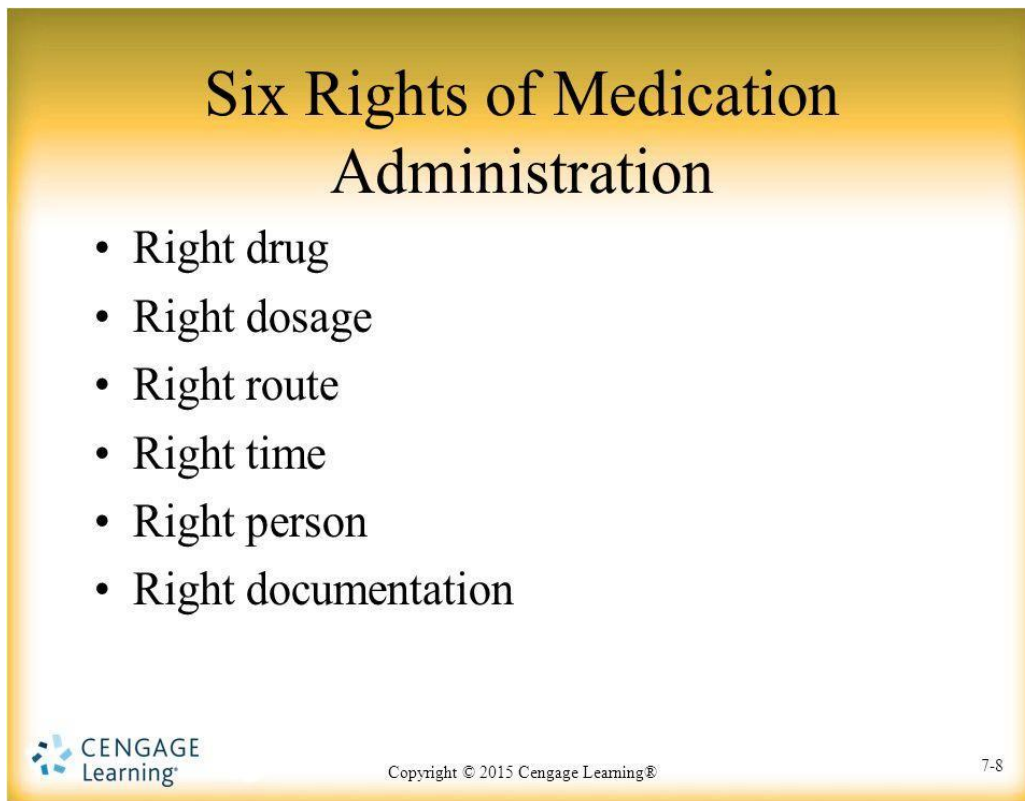 Six Rights of Medication
Administration
• Right drug
• Right dosage
• Right route
• Right time
• Right person
• Right documentation
CENGAGE
Learning®
Copyright © 2015 Cengage Learning®
7-8